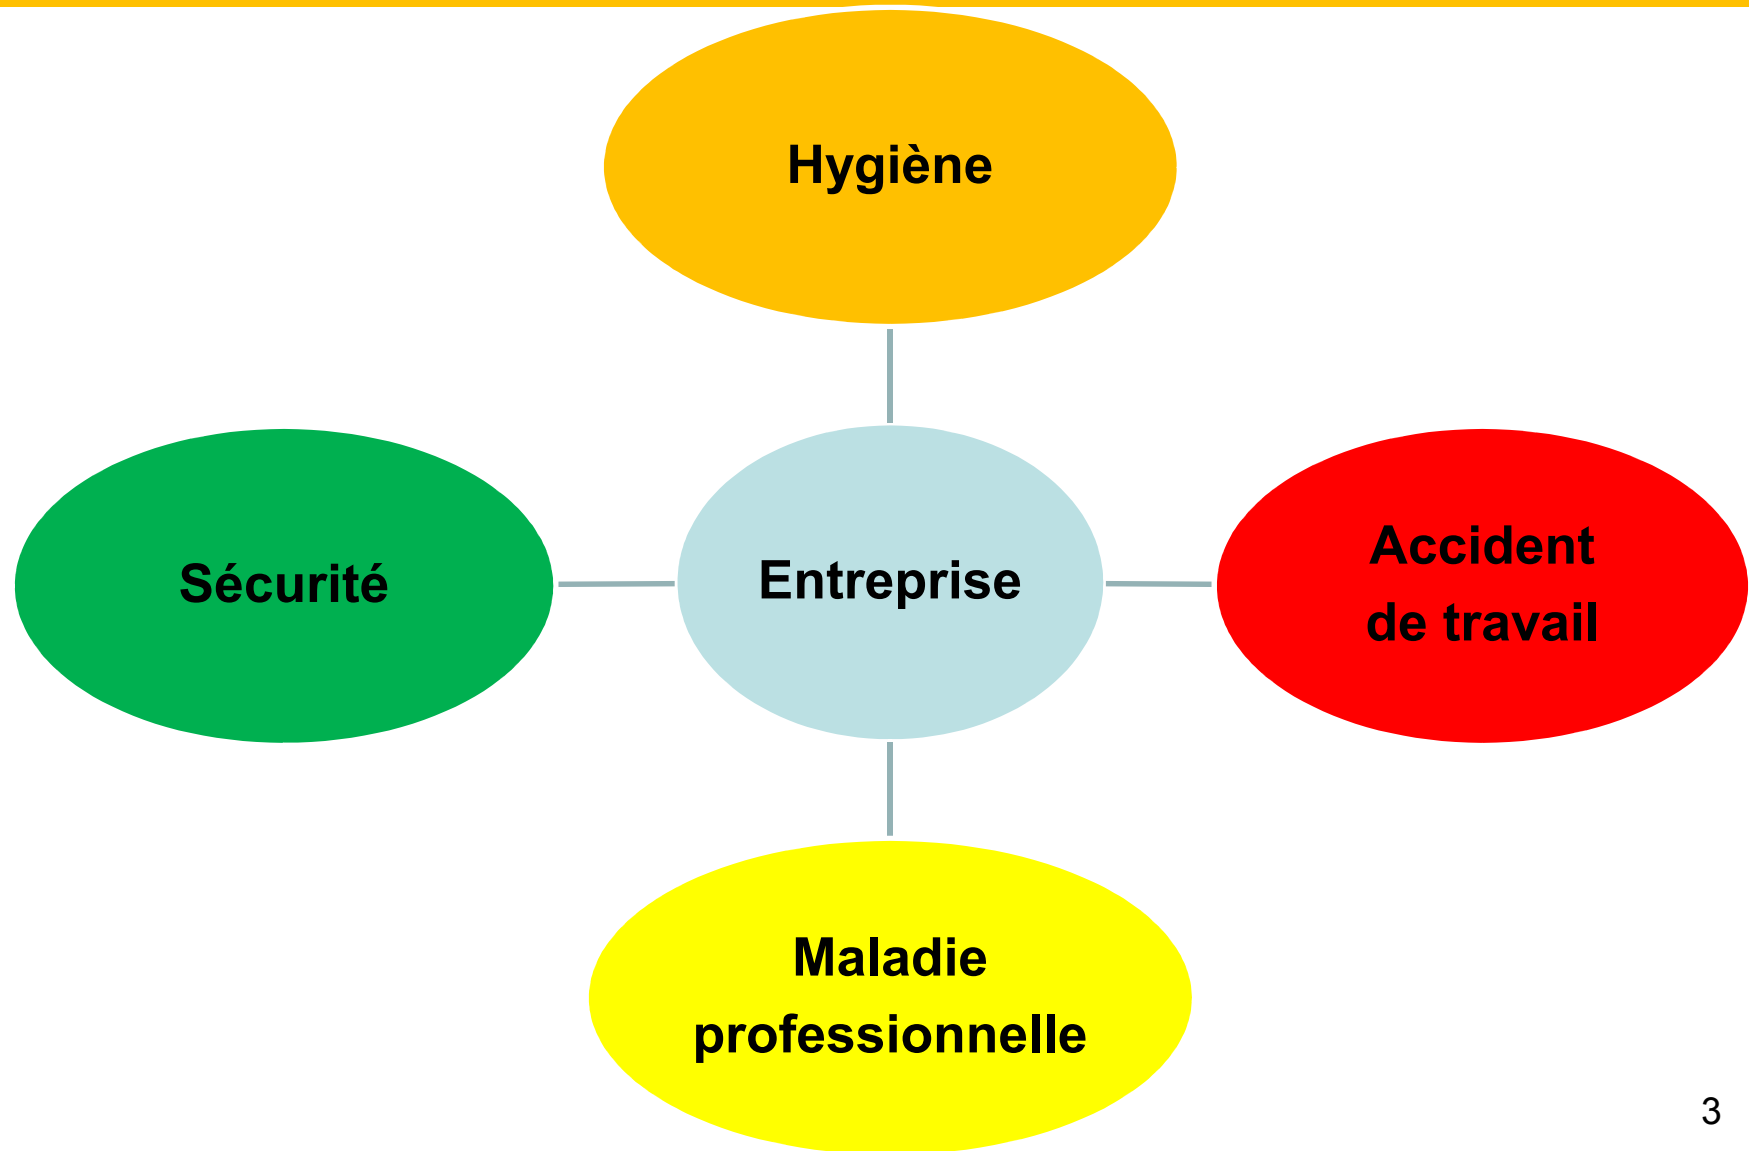 Hygiène
Sécurité
Entreprise
Accident
de travail
Maladie
professionnelle
3